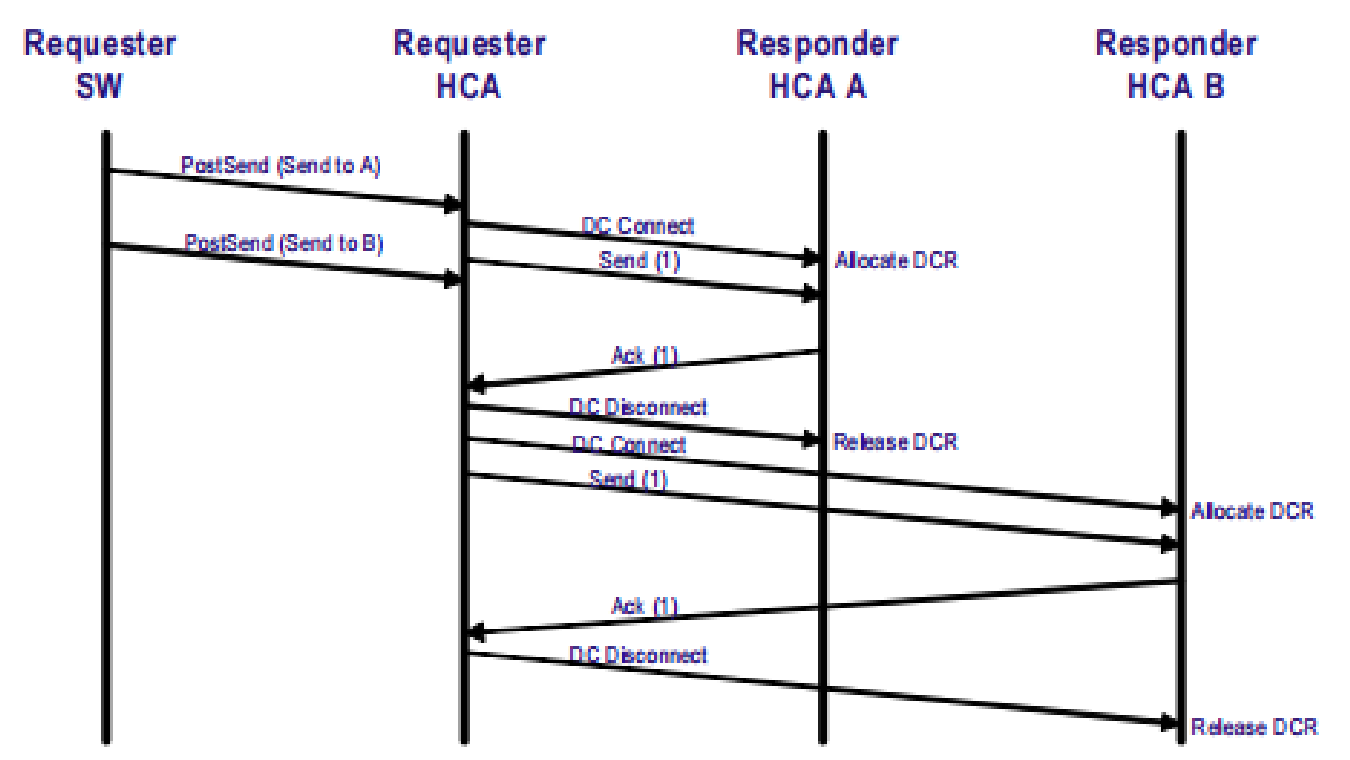 Requester
SW
Requester
HCA
Responder
HCA A
Responder
HCA B
PostSend (Send to A)
DC Connect
PostSend (Send to B)
Send (1)
Allocate DCR
Ack (1)
DC Disconnect
Release DCR
DC Connect
Send (1)
Allocate DCR
Ack (1)
DC Disconnect
Release DCR